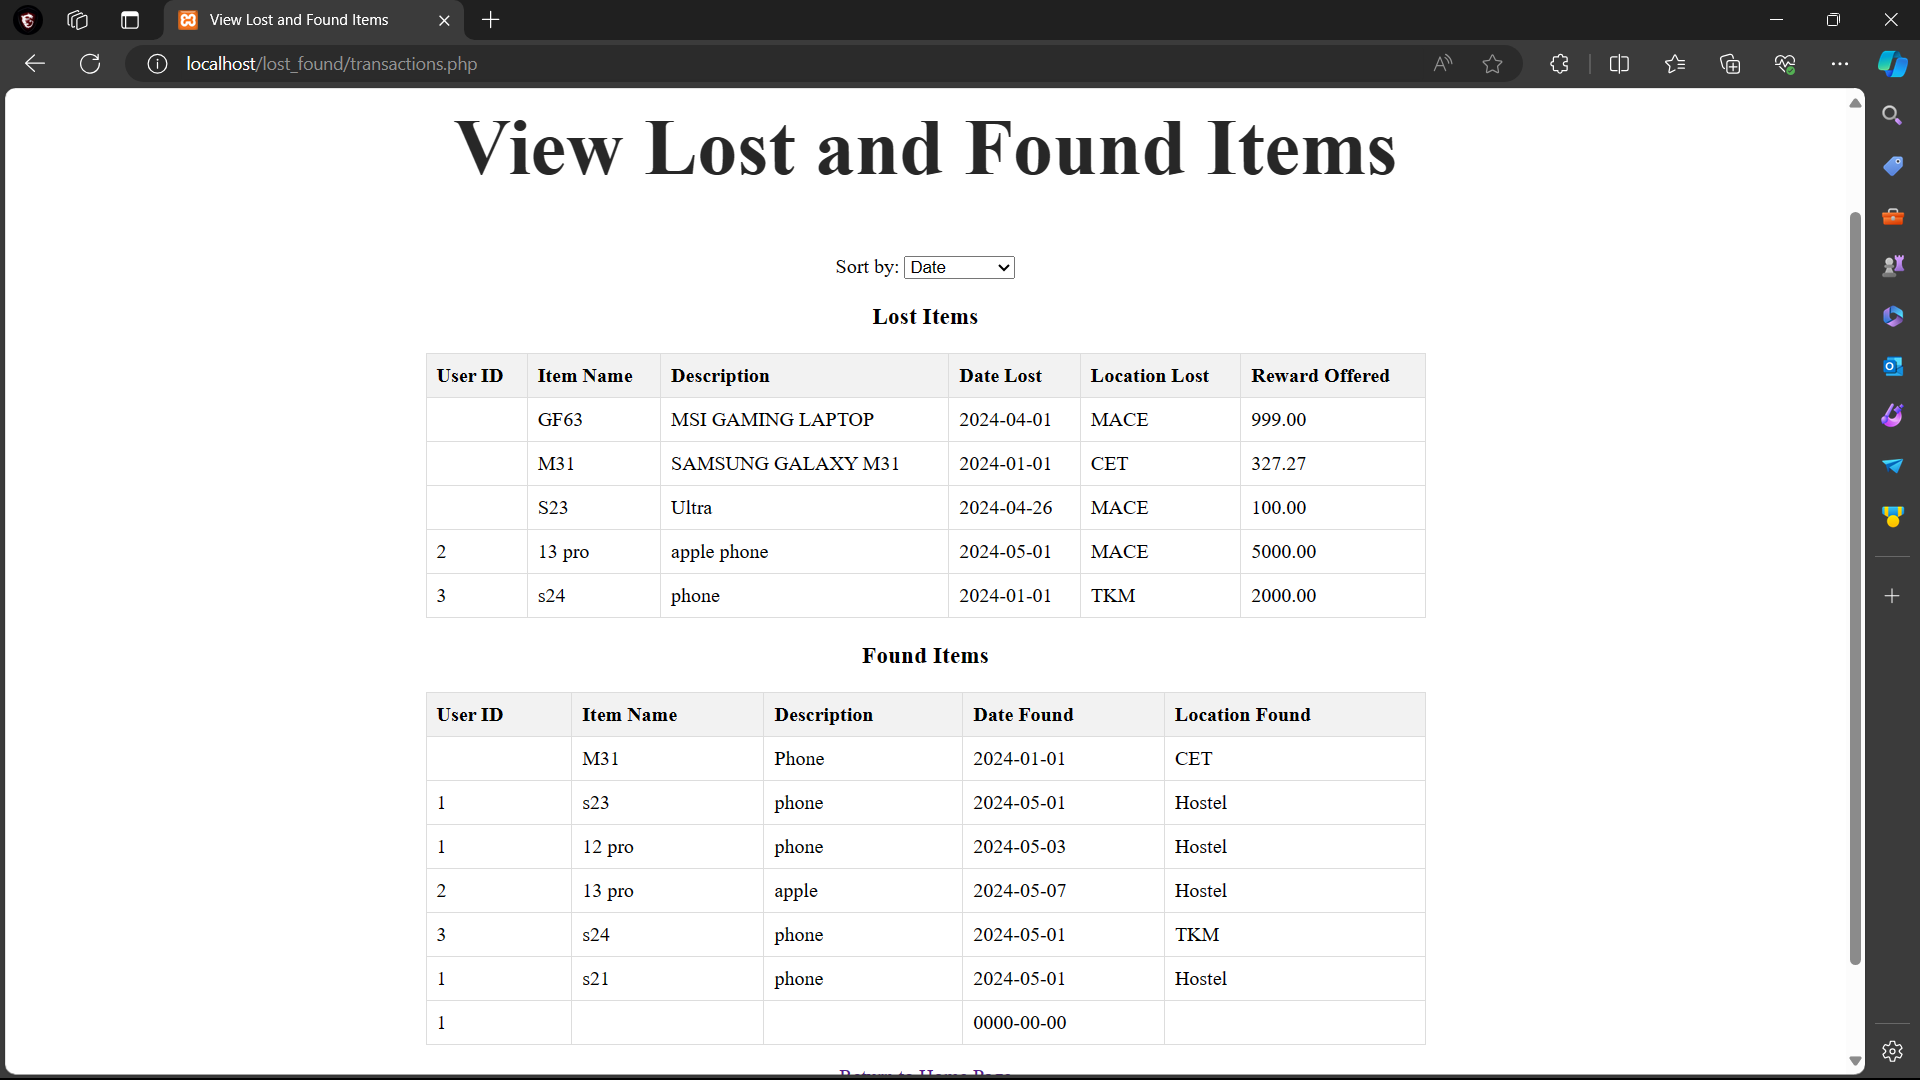 View Lost and Found Items
localhost/lost_found/transactions.php
View Lost and Found Items
Sort by: Date
Lost Items
User ID Item Name Description Date Lost Location Lost Reward Offered
GF63 MSI GAMING LAPTOP 2024-04-01 MACE 999.00
M31 SAMSUNG GALAXY M31 2024-01-01 CET 327.27
S23 Ultra 2024-04-26 MACE 100.00
2 13 pro apple phone 2024-05-01 MACE 5000.00
3 s24 phone 2024-01-01 TKM 2000.00
Found Items
User ID Item Name Description Date Found Location Found
M31 Phone 2024-01-01 CET
1 s23 phone 2024-05-01 Hostel
1 12 pro phone 2024-05-03 Hostel
2 13 pro apple 2024-05-07 Hostel
3 s24 phone 2024-05-01 TKM
1 s21 phone 2024-05-01 Hostel
1 0000-00-00
Return to Home Page